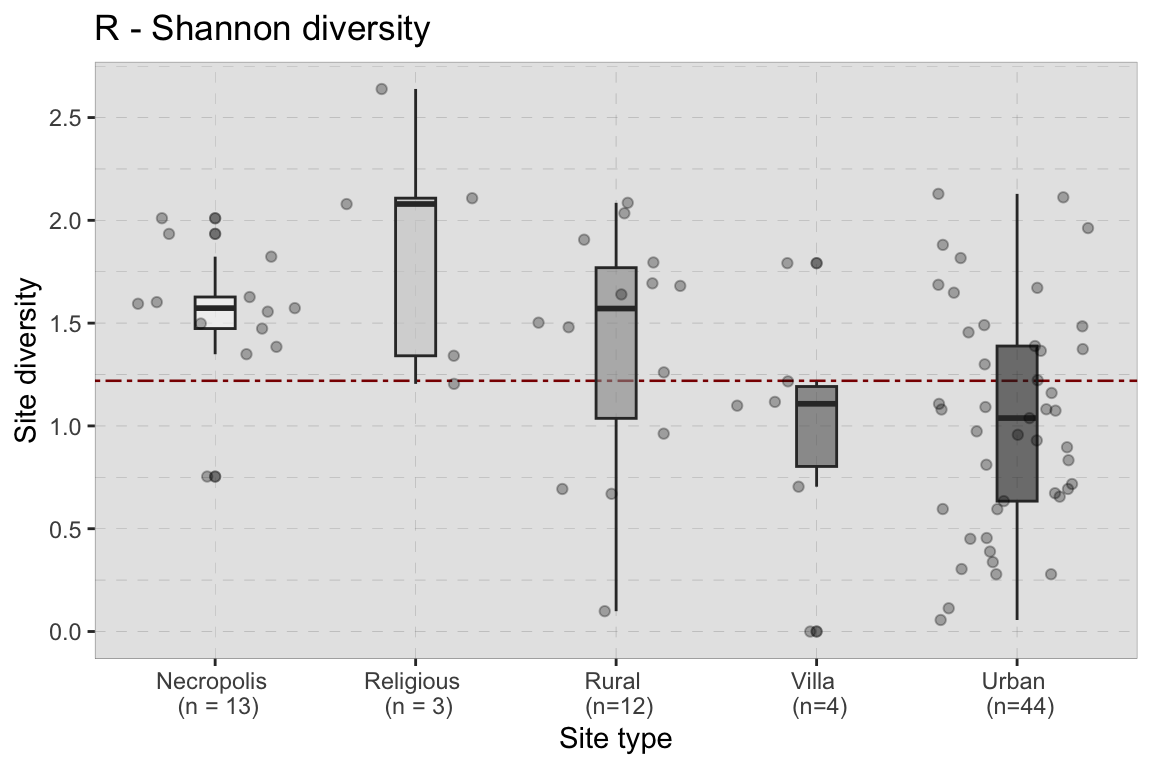 R - Shannon diversity
Site diversity
2.5
2.0
1.5
1.0
0.5
0.0
Necropolis Religious Rural Villa Urban
(n = 13) (n = 3) (n=12) (n=4) (n=44)
Site type